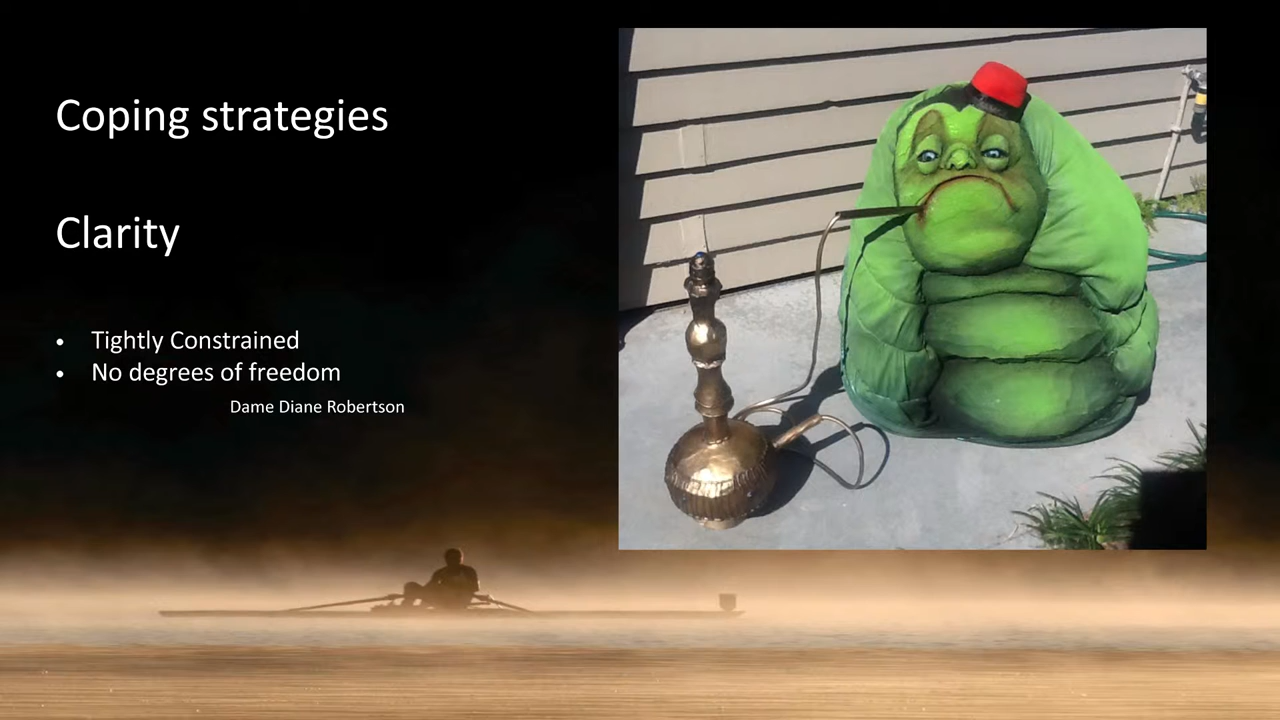 Coping strategies
Clarity
• Tightly Constrained
• No degrees of freedom
Dame Diane Robertson